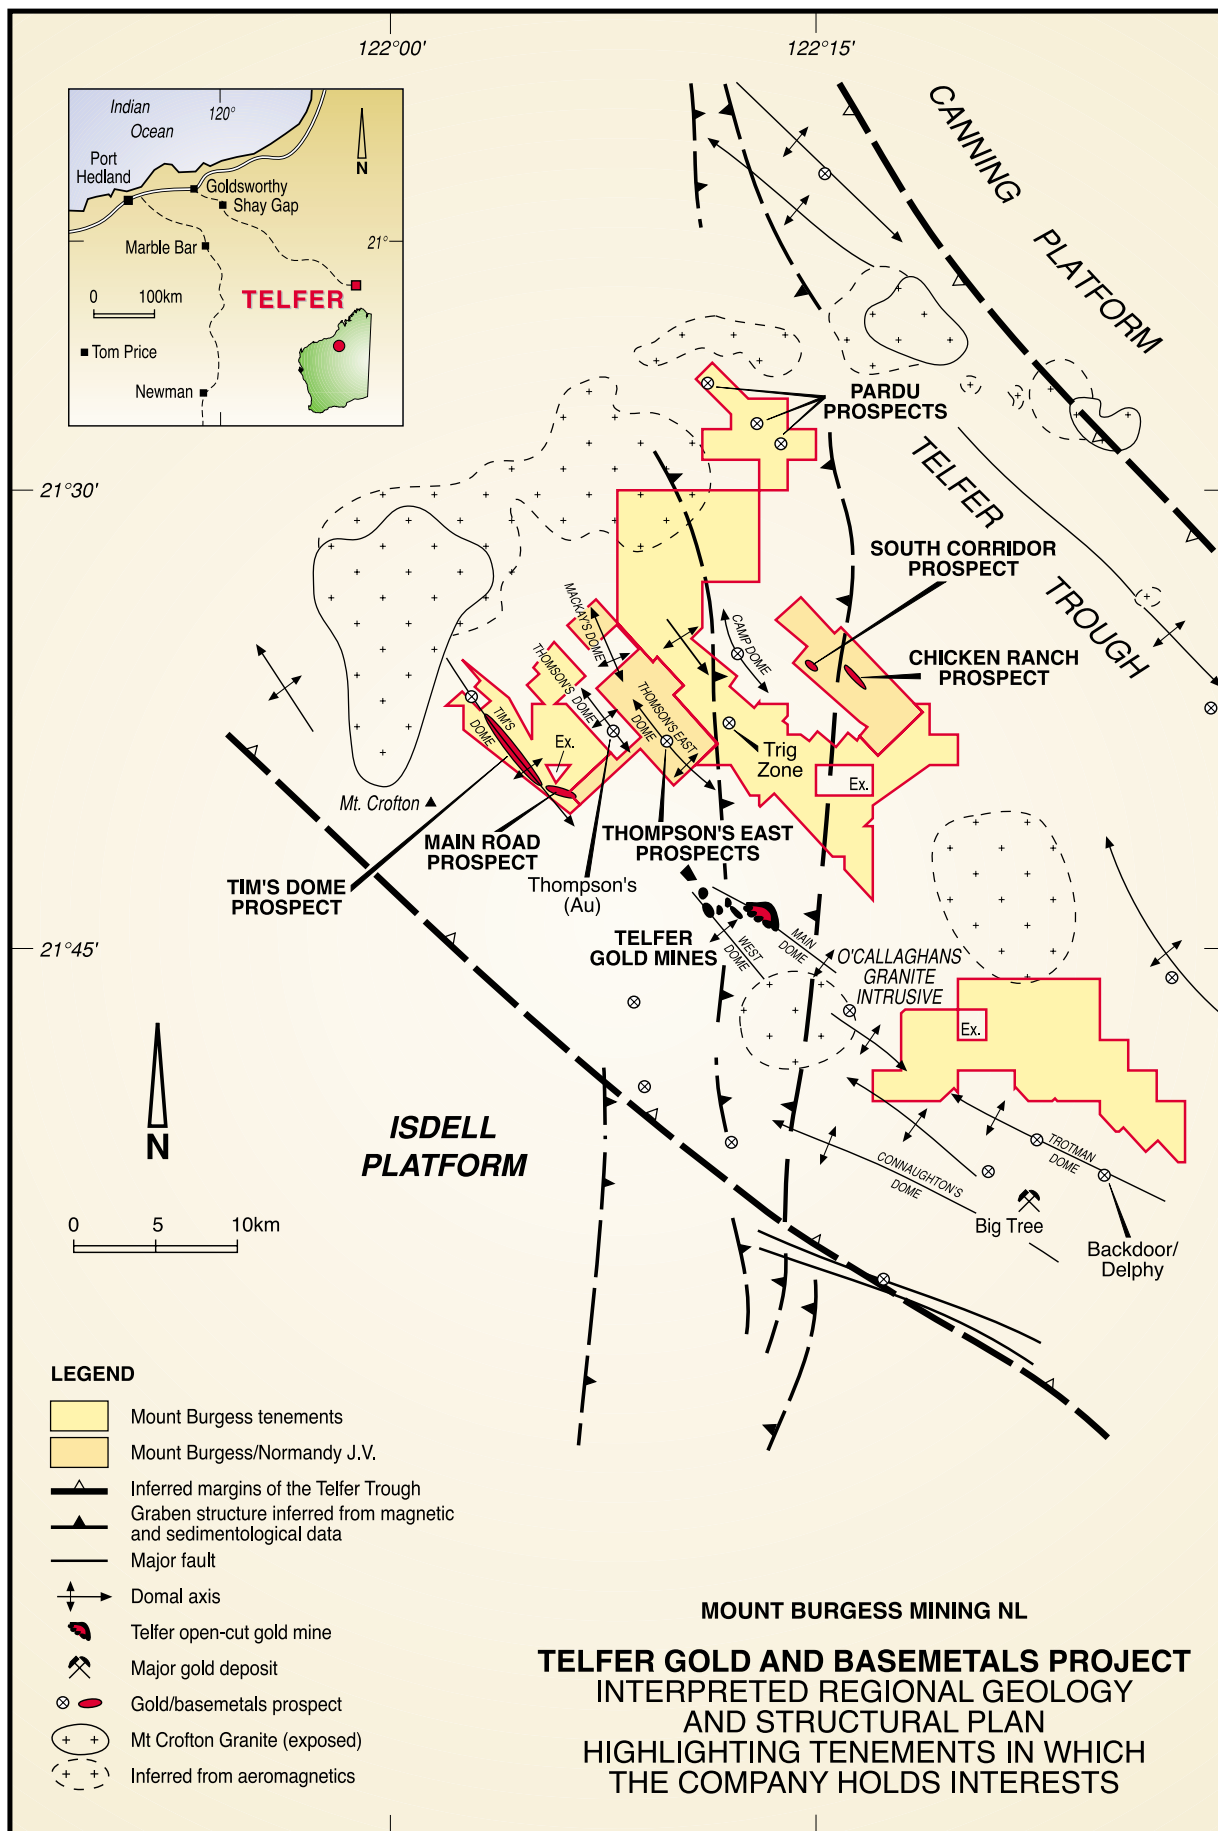 122°00'
122°15'
Indian
Ocean
120°
Port
Hedland
N
Goldsworthy
Shay Gap
Marble Bar
21°
0
100km
TELFER
Tom Price
Newman
CANNING
PLATFORM
PARDU
PROSPECTS
21°30'
TELFER
TROUGH
SOUTH CORRIDOR
PROSPECT
CHICKEN RANCH
PROSPECT
MACKAY'S DOME
CAMP DOME
THOMSON'S
DOME
THOMSON'S EAST
DOME
TIM'S
DOME
Ex.
Trig
Zone
Ex.
Mt. Crofton
MAIN ROAD
PROSPECT
THOMPSON'S EAST
PROSPECTS
TIM'S DOME
PROSPECT
Thompson's
(Au)
21°45'
TELFER
GOLD MINES
WEST
DOME
MAIN
DOME
O'CALLAGHANS
GRANITE
INTRUSIVE
Ex.
N
ISDELL
PLATFORM
CONNAUGHTON'S
DOME
TROTMAN
DOME
Big Tree
Backdoor/
Delphy
0
5
10km
LEGEND
Mount Burgess tenements
Mount Burgess/Normandy J.V.
Inferred margins of the Telfer Trough
Graben structure inferred from magnetic
and sedimentological data
Major fault
Domal axis
Telfer open-cut gold mine
Major gold deposit
Gold/basemetals prospect
Mt Crofton Granite (exposed)
Inferred from aeromagnetics
MOUNT BURGESS MINING NL
TELFER GOLD AND BASEMETALS PROJECT
INTERPRETED REGIONAL GEOLOGY
AND STRUCTURAL PLAN
HIGHLIGHTING TENEMENTS IN WHICH
THE COMPANY HOLDS INTERESTS